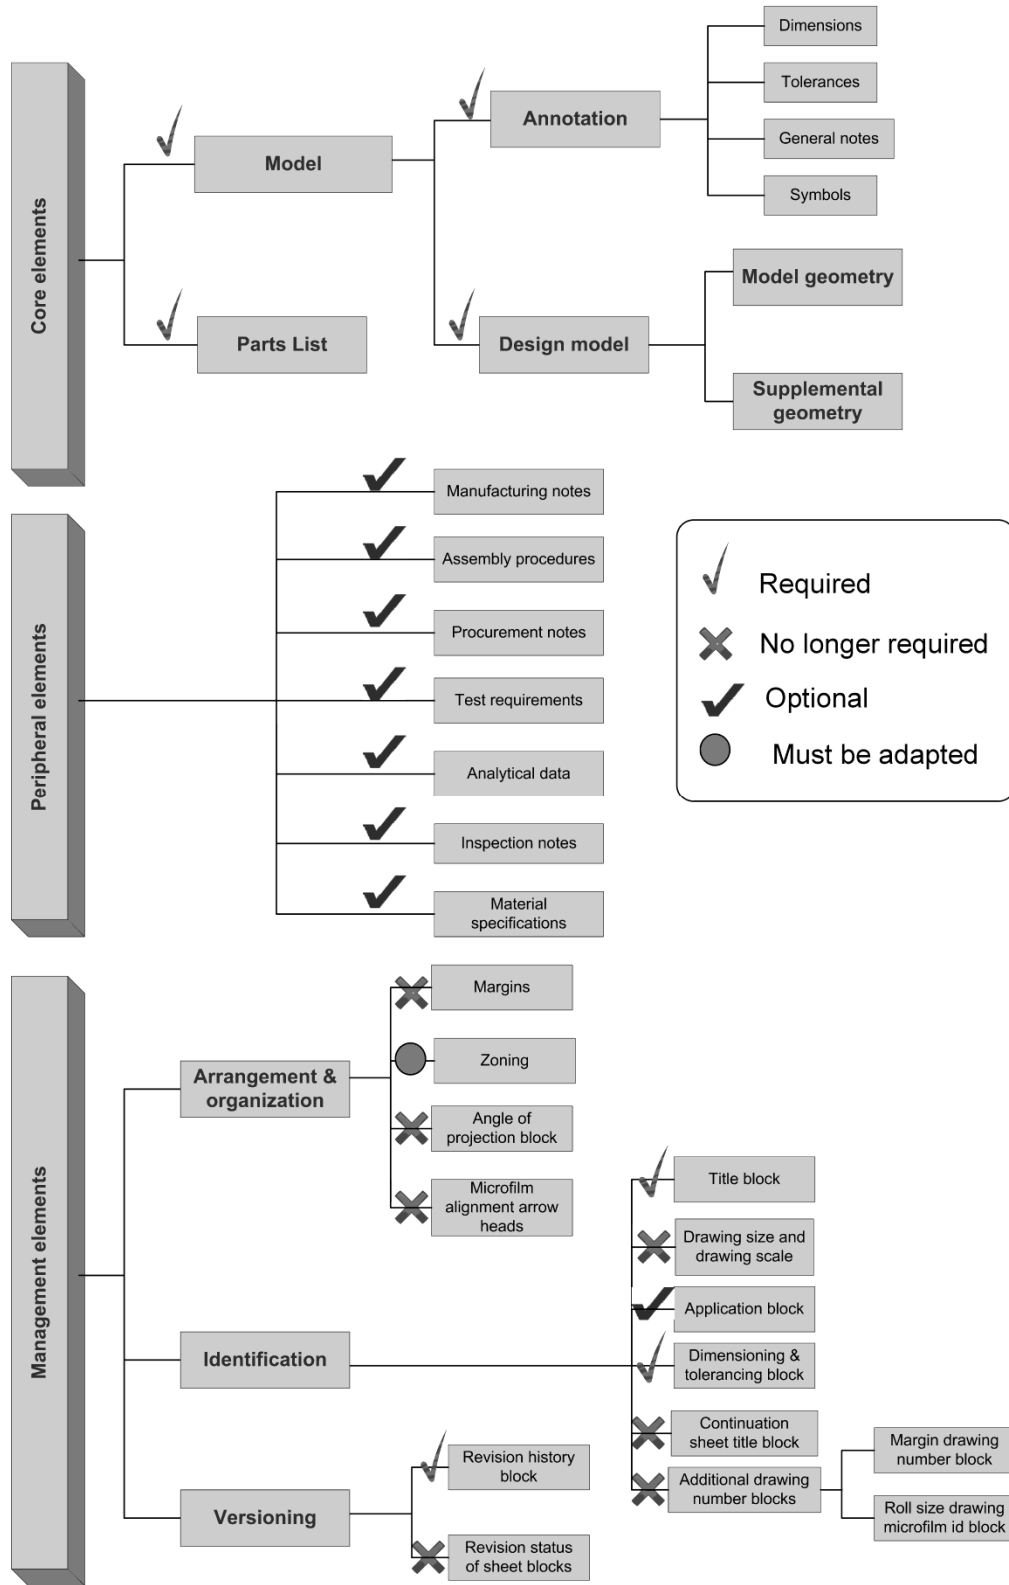 Core elements
Model
Parts List
Annotation
Design model
Dimensions
Tolerances
General notes
Symbols
Model geometry
Supplemental
geometry
Peripheral elements
Manufacturing notes
Assembly procedures
Procurement notes
Test requirements
Analytical data
Inspection notes
Material
specifications
Required
No longer required
Optional
Must be adapted
Management elements
Arrangement &
organization
Margins
Zoning
Angle of
projection block
Microfilm
alignment arrow
heads
Identification
Title block
Drawing size and
drawing scale
Application block
Dimensioning &
tolerancing block
Continuation
sheet title block
Additional drawing
number blocks
Margin drawing
number block
Roll size drawing
microfilm id block
Versioning
Revision history
block
Revision status
of sheet blocks